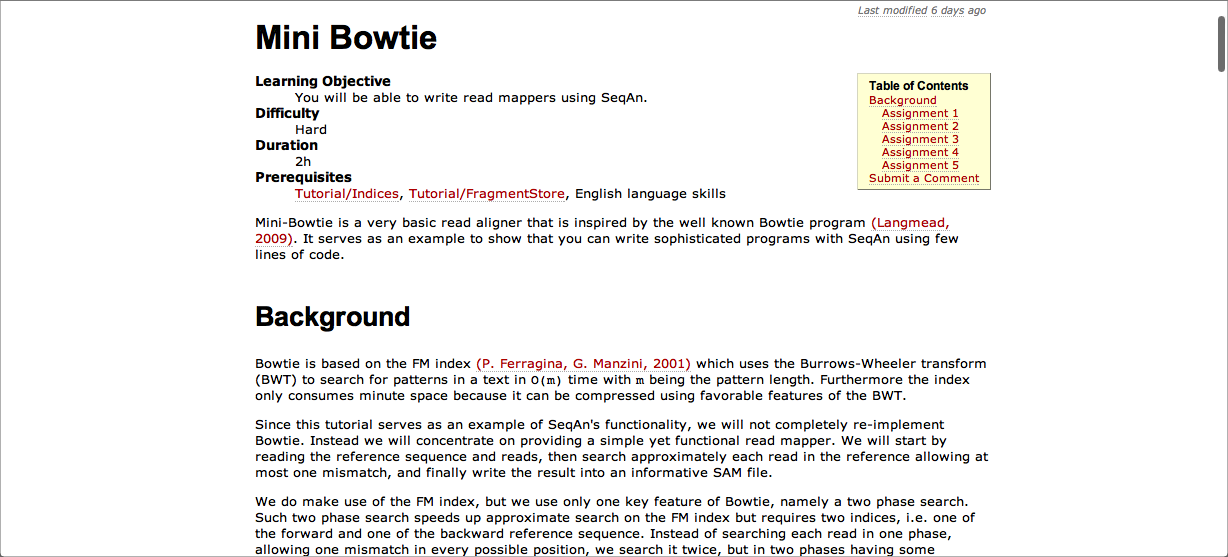 Last modified 6 days ago
Mini Bowtie
Learning Objective
You will be able to write read mappers using SeqAn.
Difficulty
Hard
Duration
2h
Prerequisites
Tutorial/Indices, Tutorial/FragmentStore, English language skills
Table of Contents
Background
Assignment 1
Assignment 2
Assignment 3
Assignment 4
Assignment 5
Submit a Comment
Mini-Bowtie is a very basic read aligner that is inspired by the well known Bowtie program (Langmead,
2009). It serves as an example to show that you can write sophisticated programs with SeqAn using few
lines of code.
Background
Bowtie is based on the FM index (P. Ferragina, G. Manzini, 2001) which uses the Burrows-Wheeler transform
(BWT) to search for patterns in a text in O(m) time with m being the pattern length. Furthermore the index
only consumes minute space because it can be compressed using favorable features of the BWT.
Since this tutorial serves as an example of SeqAn's functionality, we will not completely re-implement
Bowtie. Instead we will concentrate on providing a simple yet functional read mapper. We will start by
reading the reference sequence and reads, then search approximately each read in the reference allowing at
most one mismatch, and finally write the result into an informative SAM file.
We do make use of the FM index, but we use only one key feature of Bowtie, namely a two phase search.
Such two phase search speeds up approximate search on the FM index but requires two indices, i.e. one of
the forward and one of the backward reference sequence. Instead of searching each read in one phase,
allowing one mismatch in every possible position, we search it twice, but in two phases having some